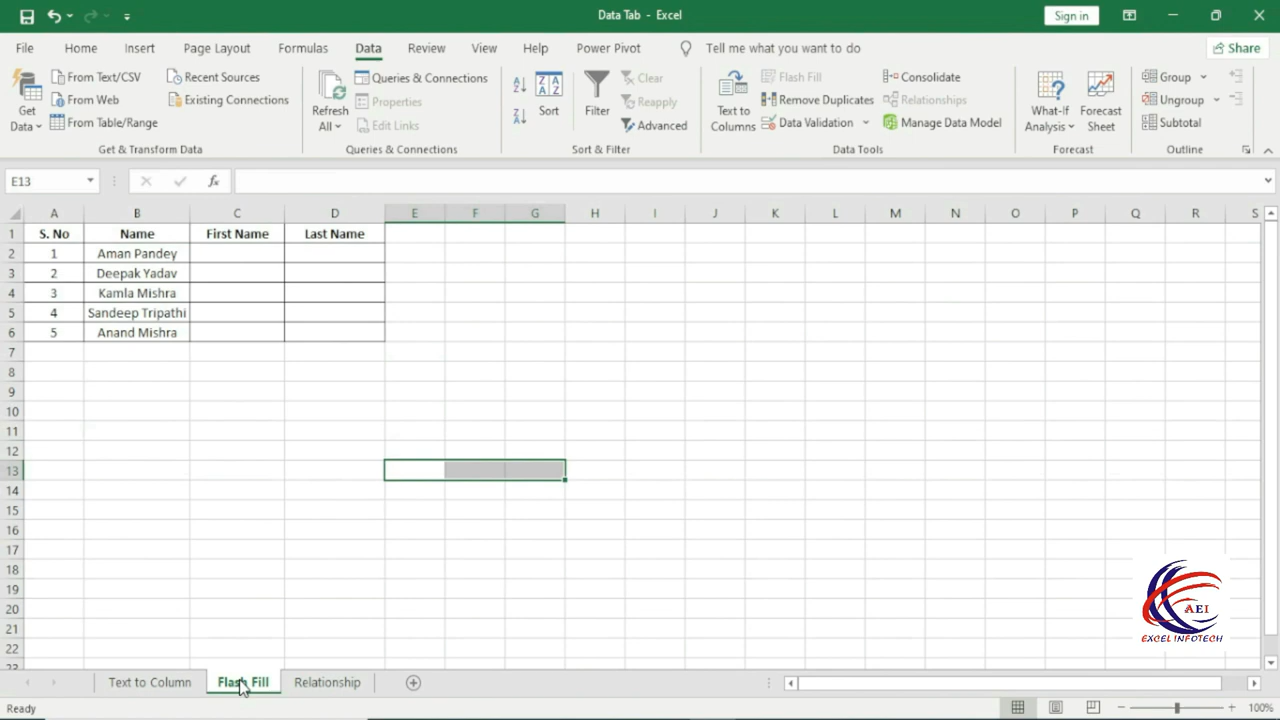 Data Tab - Excel
Sign in
File Home Insert Page Layout Formulas Data Review View Help Power Pivot Tell me what you want to do Share
Get Data
From Text/CSV
From Web
From Table/Range
Recent Sources
Existing Connections
Get & Transform Data
Refresh All
Queries & Connections
Properties
Edit Links
Queries & Connections
Sort
Filter
Clear
Reapply
Advanced
Sort & Filter
Text to Columns
Flash Fill
Remove Duplicates
Data Validation
Consolidate
Relationships
Manage Data Model
Data Tools
What-If Analysis
Forecast Sheet
Forecast
Group
Ungroup
Subtotal
Outline
E13
fx
A B C D E F G H I J K L M N O P Q R S
1 S. No Name First Name Last Name
2 1 Aman Pandey
3 2 Deepak Yadav
4 3 Kamla Mishra
5 4 Sandeep Tripathi
6 5 Anand Mishra
7
8
9
10
11
12
13
14
15
16
17
18
19
20
21
22
23
AEI
EXCEL INFOTECH
Text to Column Flash Fill Relationship
Ready
100%